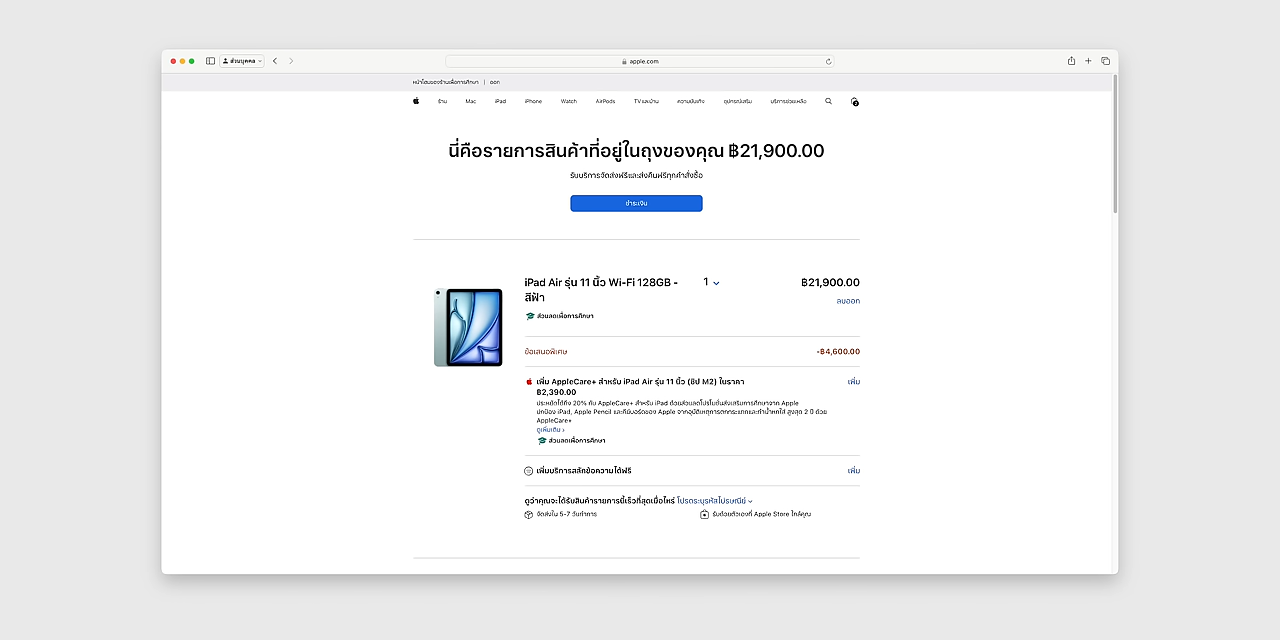 ส่วนบุคคล
apple.com
หน้าโฮมของร้านเพื่อการศึกษา | ออก
ร้าน Mac iPad iPhone Watch AirPods TV และบ้าน ความบันเทิง อุปกรณ์เสริม บริการช่วยเหลือ 2
นี่คือรายการสินค้าที่อยู่ในถุงของคุณ ฿21,900.00
รับบริการจัดส่งฟรีและส่งคืนฟรีทุกคำสั่งซื้อ
ชำระเงิน
iPad Air รุ่น 11 นิ้ว Wi-Fi 128GB - 1 ฿21,900.00
สีฟ้า
ลบออก
ส่วนลดเพื่อการศึกษา
ข้อเสนอพิเศษ -฿4,600.00
เพิ่ม AppleCare+ สำหรับ iPad Air รุ่น 11 นิ้ว (ชิป M2) ในราคา เพิ่ม
฿2,390.00
ประหยัดได้ถึง 20% กับ AppleCare+ สำหรับ iPad ด้วยส่วนลดโปรโมชั่นส่งเสริมการศึกษาจาก Apple
ปกป้อง iPad, Apple Pencil และคีย์บอร์ดของ Apple จากอุบัติเหตุการตกกระแทกและทำน้ำหกใส่ สูงสุด 2 ปี ด้วย
AppleCare+
ดูเพิ่มเติม ›
ส่วนลดเพื่อการศึกษา
เพิ่มบริการสลักข้อความได้ฟรี เพิ่ม
ดูว่าคุณจะได้รับสินค้ารายการนี้เร็วที่สุดเมื่อไหร่ โปรดระบุรหัสไปรษณีย์
จัดส่งใน 5-7 วันทำการ รับด้วยตัวเองที่ Apple Store ใกล้คุณ